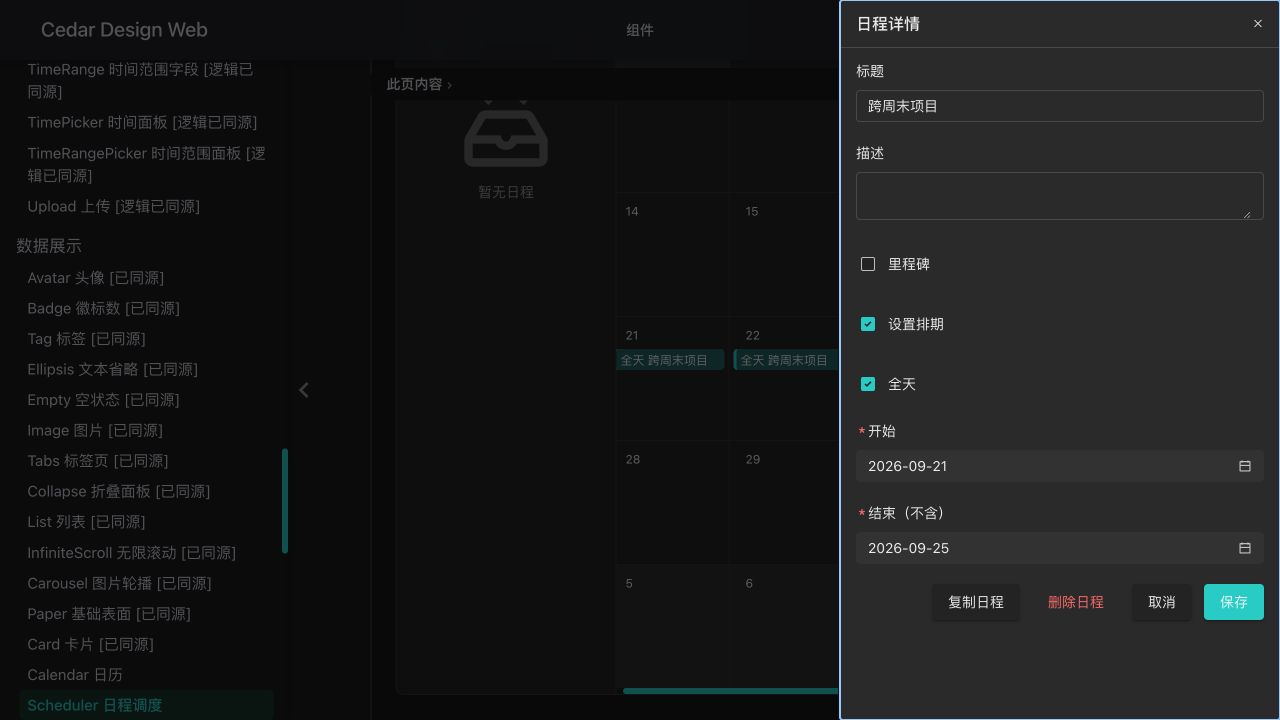 Cedar Design Web
组件
TimeRange 时间范围字段 [逻辑已
同源]
TimePicker 时间面板 [逻辑已同源]
TimeRangePicker 时间范围面板 [逻
辑已同源]
Upload 上传 [逻辑已同源]
数据展示
Avatar 头像 [已同源]
Badge 徽标数 [已同源]
Tag 标签 [已同源]
Ellipsis 文本省略 [已同源]
Empty 空状态 [已同源]
Image 图片 [已同源]
Tabs 标签页 [已同源]
Collapse 折叠面板 [已同源]
List 列表 [已同源]
InfiniteScroll 无限滚动 [已同源]
Carousel 图片轮播 [已同源]
Paper 基础表面 [已同源]
Card 卡片 [已同源]
Calendar 日历
Scheduler 日程调度
此页内容
暂无日程
14
15
21
22
全天 跨周末项目
全天 跨周末项目
28
29
5
6
日程详情
标题
跨周末项目
描述
里程碑
设置排期
全天
*开始
2026-09-21
*结束（不含）
2026-09-25
复制日程
删除日程
取消
保存